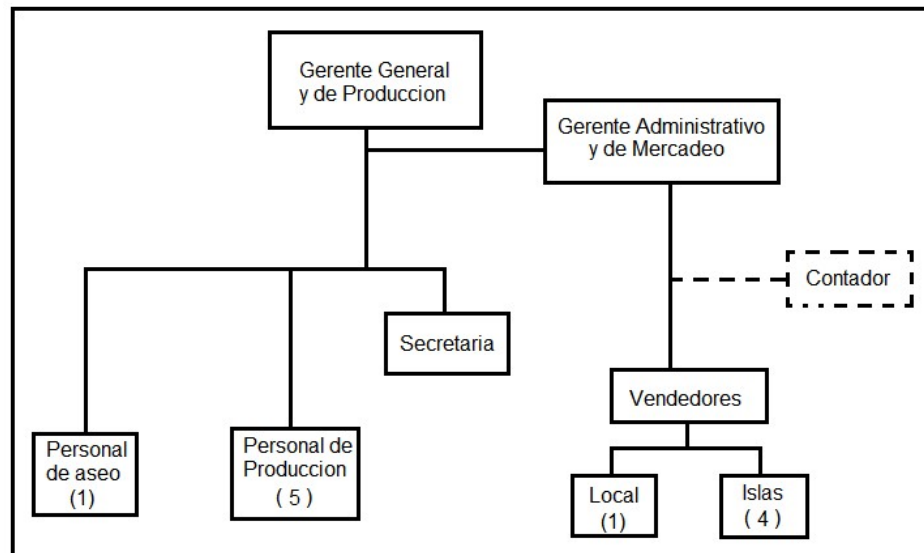 Gerente General
y de Produccion
Gerente Administrativo
y de Mercadeo
Contador
Secretaria
Vendedores
Personal
de aseo
(1)
Personal de
Produccion
( 5 )
Local
(1)
Islas
( 4 )